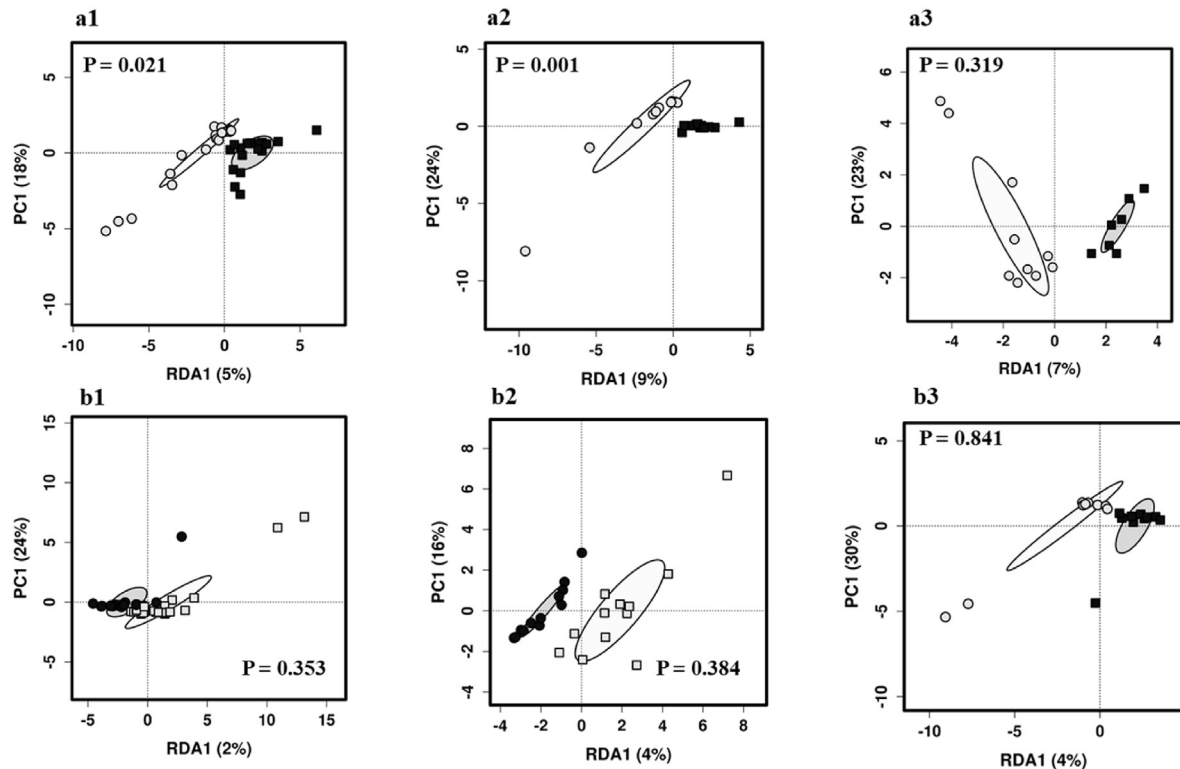 a1
P = 0.021
5
0
-5
-10
PC1 (18%)
-10
-5
0
5
RDA1 (5%)
a2
P = 0.001
5
0
-5
-10
PC1 (24%)
-10
-5
0
5
RDA1 (9%)
a3
P = 0.319
6
4
2
0
-2
PC1 (23%)
-4
-2
0
2
4
RDA1 (7%)
b1
15
10
5
0
-5
PC1 (24%)
P = 0.353
-5
0
5
10
15
RDA1 (2%)
b2
8
6
4
2
0
-2
-4
PC1 (16%)
P = 0.384
-4
-2
0
2
4
6
8
RDA1 (4%)
b3
P = 0.841
5
0
-5
-10
PC1 (30%)
-10
-5
0
RDA1 (4%)